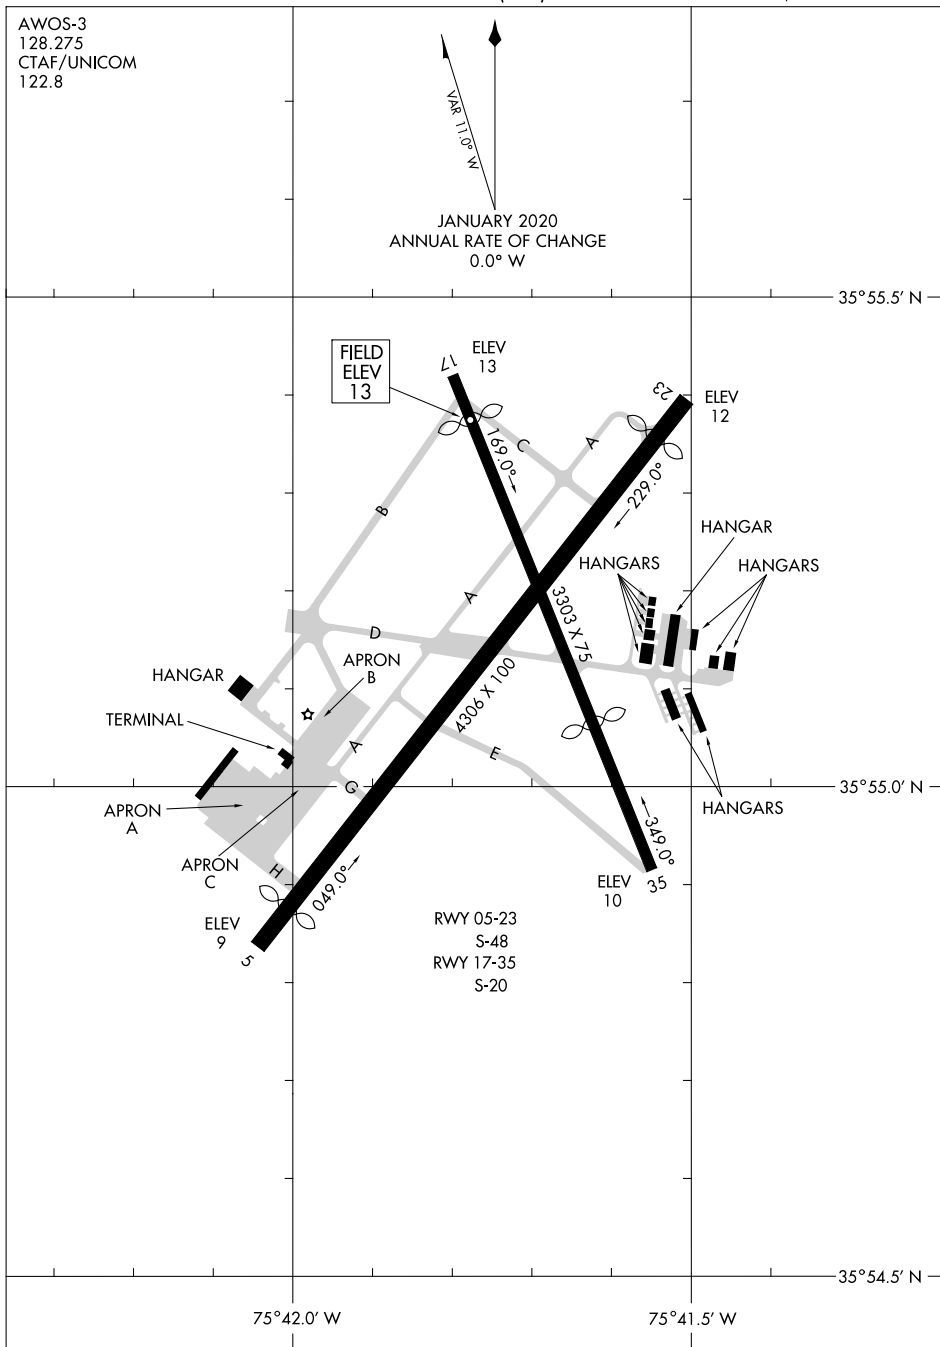 AWOS-3
128.275
CTAF/UNICOM
122.8
VAR 11.0° W
JANUARY 2020
ANNUAL RATE OF CHANGE
0.0° W
35°55.5' N
FIELD
ELEV
13
17
ELEV
13
23
ELEV
12
169.0°
C
A
229.0°
B
HANGAR
HANGARS
HANGARS
A
3303 X 75
D
APRON
B
HANGAR
4306 X 100
TERMINAL
A
E
G
35°55.0' N
APRON
A
HANGARS
APRON
C
H
049.0°
349.0°
ELEV
10
35
ELEV
9
5
RWY 05-23
S-48
RWY 17-35
S-20
35°54.5' N
75°42.0' W
75°41.5' W